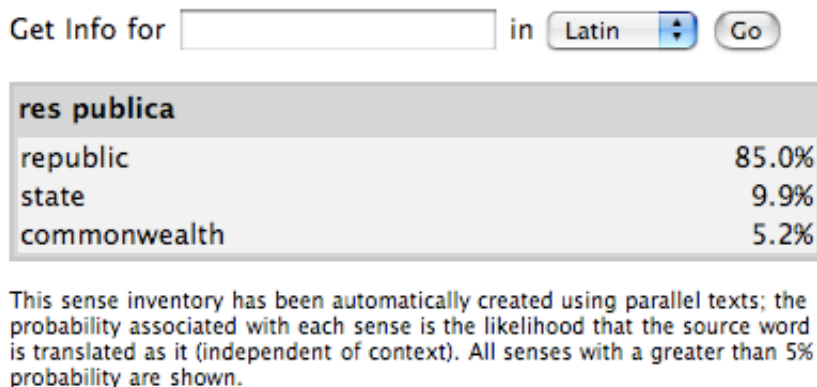 Get Info for in Latin Go
res publica
republic 85.0%
state 9.9%
commonwealth 5.2%
This sense inventory has been automatically created using parallel texts; the
probability associated with each sense is the likelihood that the source word
is translated as it (independent of context). All senses with a greater than 5%
probability are shown.